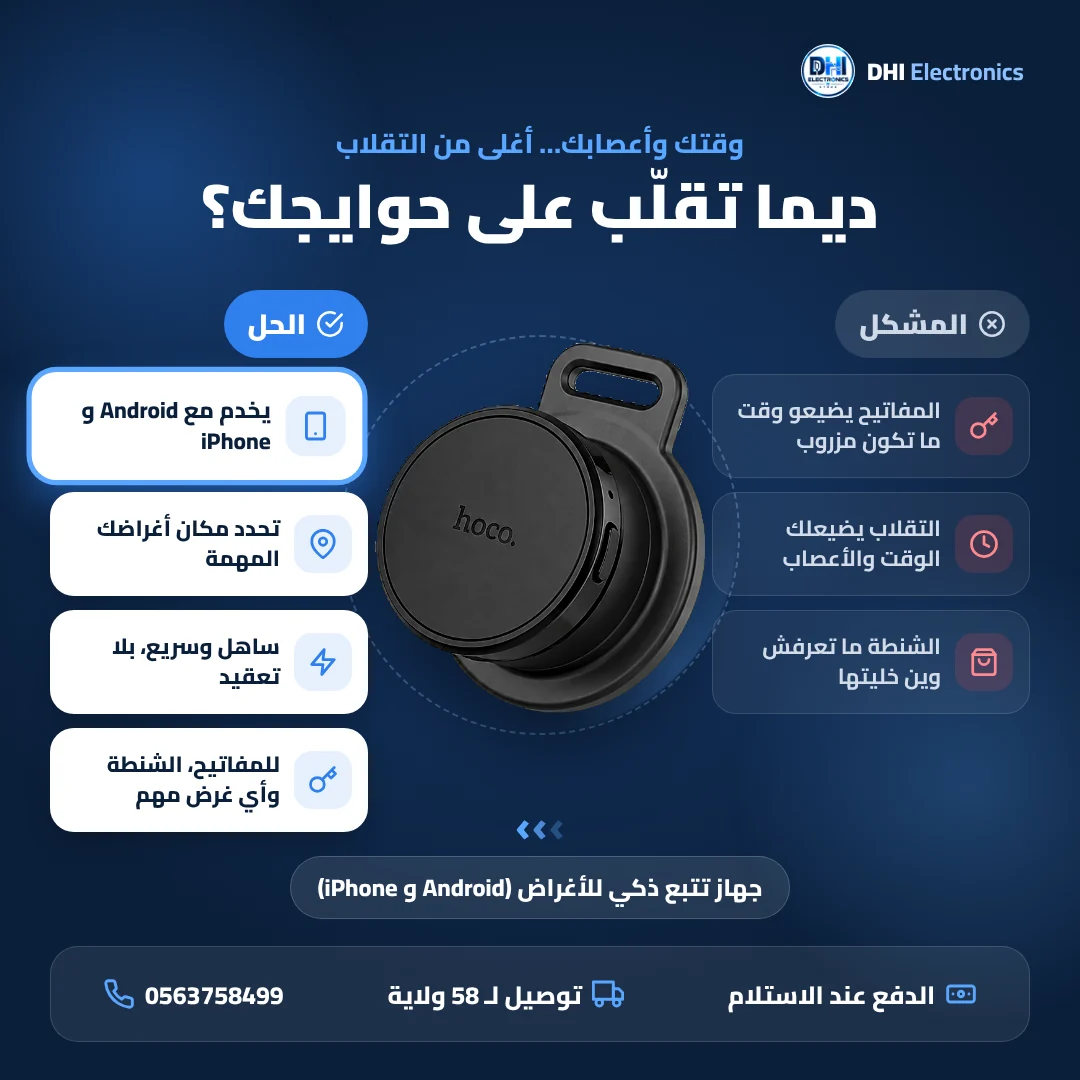 DHI ELECTRONICS
DHI Electronics
وقتك وأعصابك... أغلى من التقلاب
ديما تقلّب على حوايجك؟
المشكل
المفاتيح يضيعو وقت
ما تكون مزروب
التقلاب يضيعلك
الوقت والأعصاب
الشنطة ما تعرفش
وين خليتها
hoco.
الحل
يخدم مع Android و
iPhone
تحدد مكان أغراضك
المهمة
ساهل وسريع، بلا
تعقيد
للمفاتيح، الشنطة
وأي غرض مهم
جهاز تتبع ذكي للأغراض (Android و iPhone)
الدفع عند الاستلام
توصيل لـ 58 ولاية
0563758499